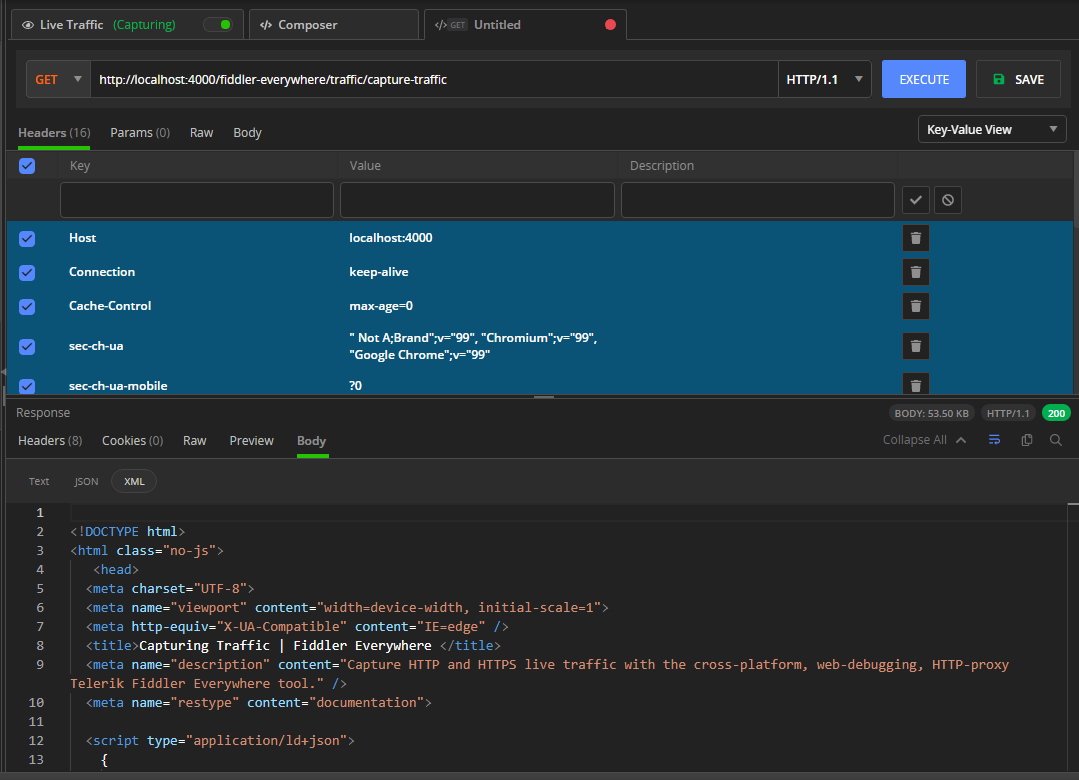 Live Traffic (Capturing) </> Composer </> GET Untitled
GET http://localhost:4000/fiddler-everywhere/traffic/capture-traffic HTTP/1.1 EXECUTE SAVE
Headers (16) Params (0) Raw Body Key-Value View
Key Value Description
Host localhost:4000
Connection keep-alive
Cache-Control max-age=0
sec-ch-ua " Not A;Brand";v="99", "Chromium";v="99",
"Google Chrome";v="99"
sec-ch-ua-mobile ?0
Response BODY: 53.50 KB HTTP/1.1 200
Headers (8) Cookies (0) Raw Preview Body Collapse All
Text JSON XML
1
2 <!DOCTYPE html>
3 <html class="no-js">
4 <head>
5 <meta charset="UTF-8">
6 <meta name="viewport" content="width=device-width, initial-scale=1">
7 <meta http-equiv="X-UA-Compatible" content="IE=edge" />
8 <title>Capturing Traffic | Fiddler Everywhere </title>
9 <meta name="description" content="Capture HTTP and HTTPS live traffic with the cross-platform, web-debugging, HTTP-proxy
Telerik Fiddler Everywhere tool." />
10 <meta name="restype" content="documentation">
11
12 <script type="application/ld+json">
13 {